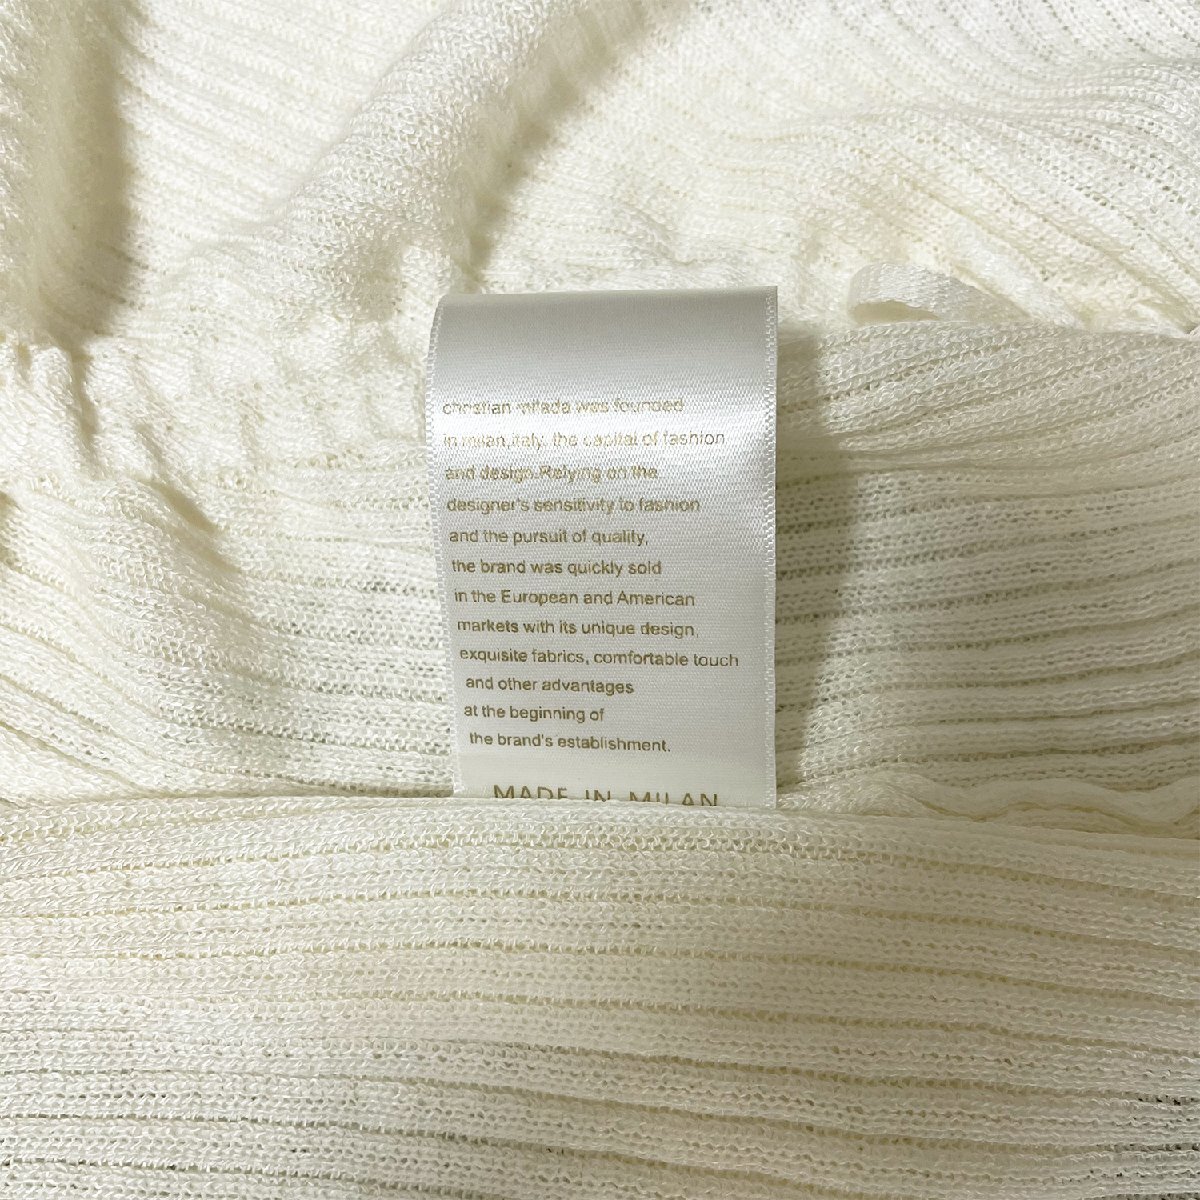 christian milada was founded
in milan,italy, the capital of fashion
and design.Relying on the
designer's sensitivity to fashion
and the pursuit of quality,
the brand was quickly sold
in the European and American
markets with its unique design,
exquisite fabrics, comfortable touch
and other advantages
at the beginning of
the brand's establishment.
MADE IN MILAN